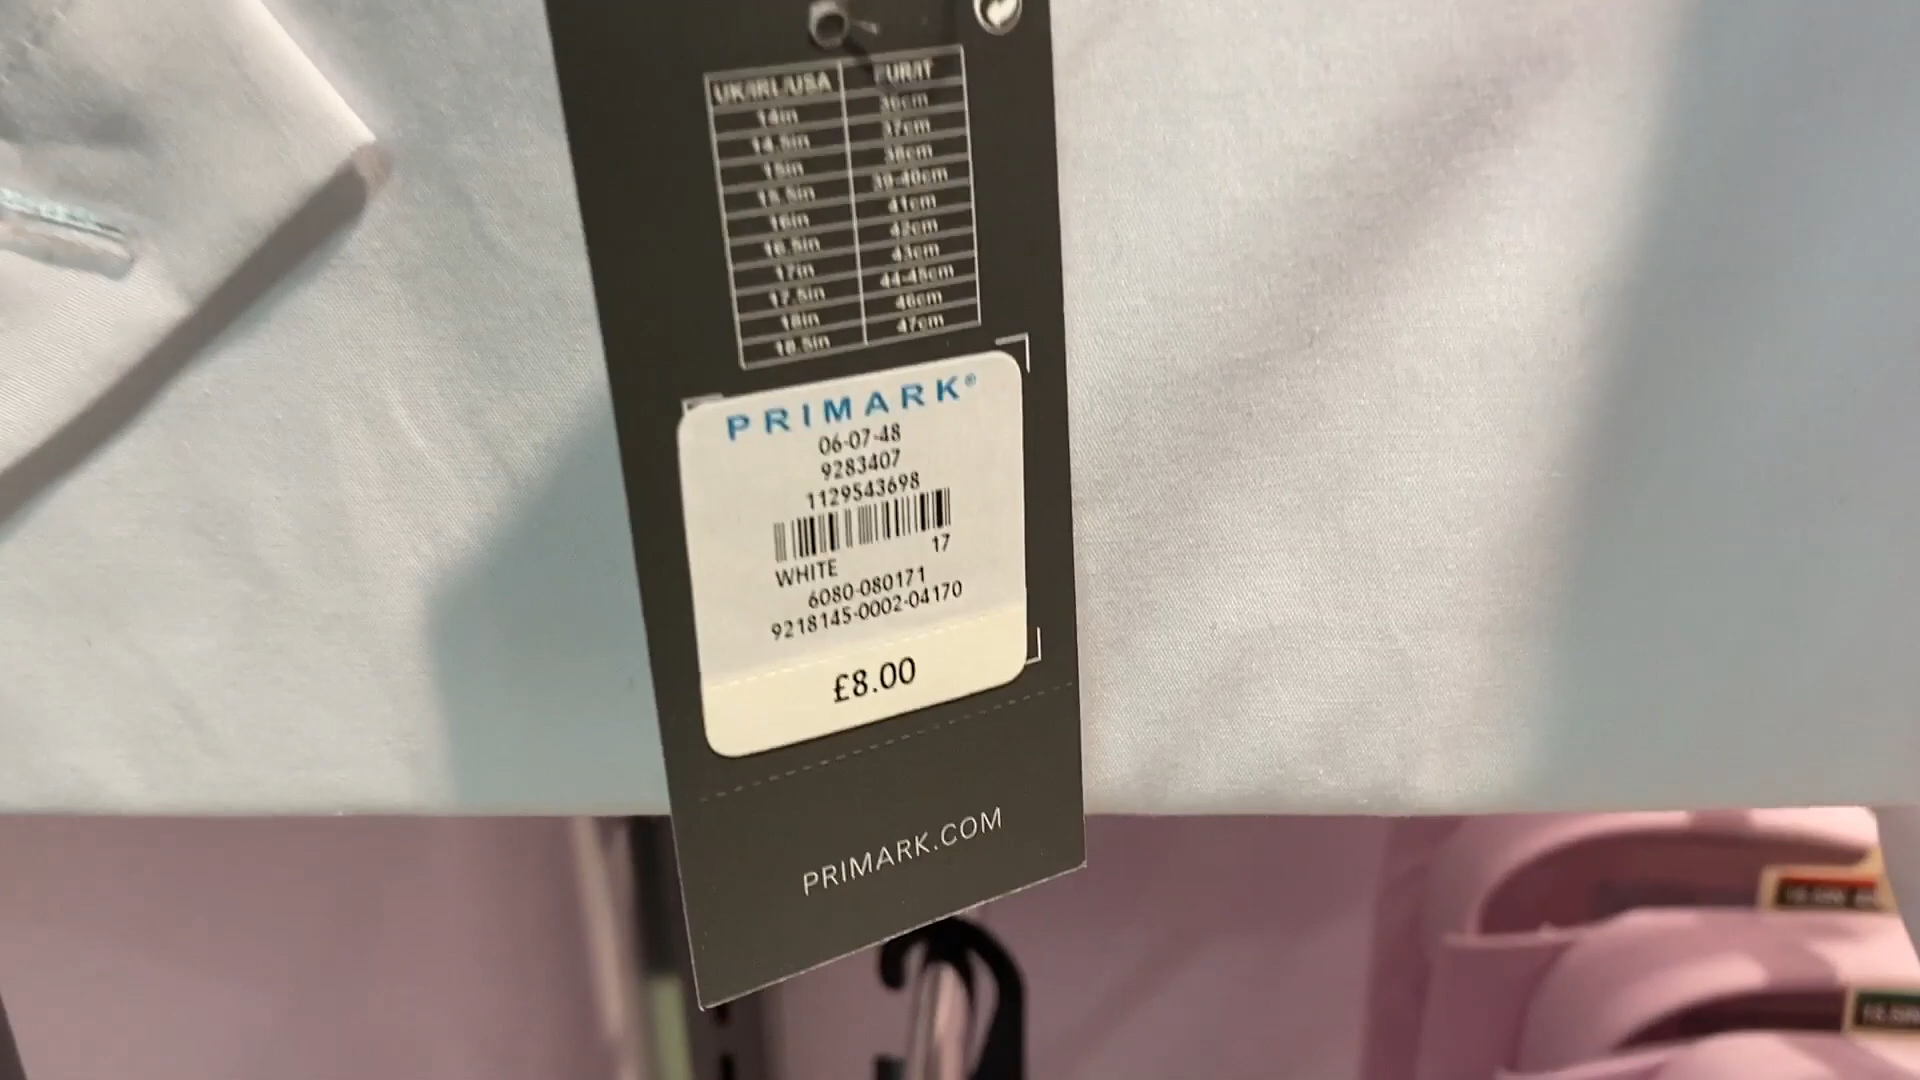 UK/IRL/USA EUR/IT
14in 36cm
14.5in 37cm
15in 38cm
15.5in 39-40cm
16in 41cm
16.5in 42cm
17in 43cm
17.5in 44-45cm
18in 46cm
18.5in 47cm
PRIMARK®
06-07-48
9283407
1129543698
17
WHITE
6080-080171
9218145-0002-04170
£8.00
PRIMARK.COM